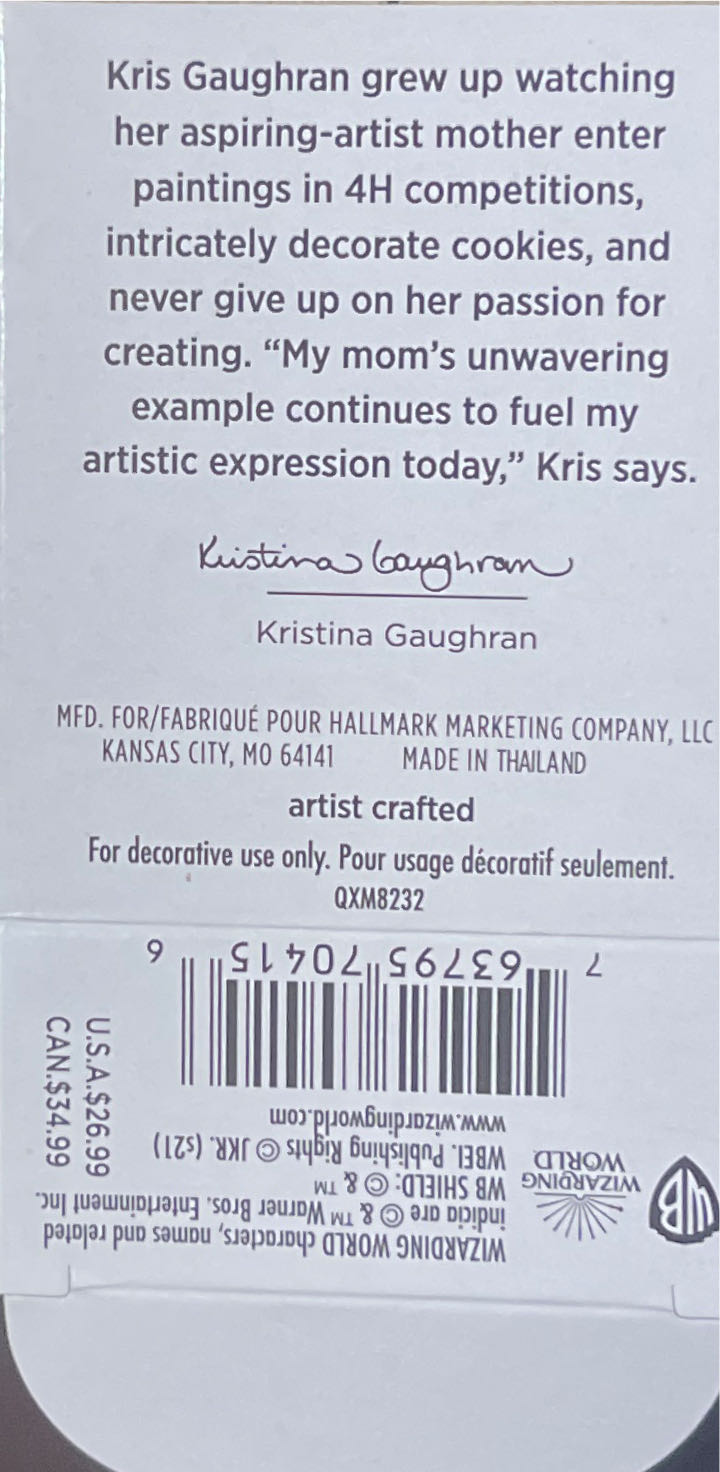 Kris Gaughran grew up watching
her aspiring-artist mother enter
paintings in 4H competitions,
intricately decorate cookies, and
never give up on her passion for
creating. “My mom’s unwavering
example continues to fuel my
artistic expression today,” Kris says.
Kristina Gaughran
Kristina Gaughran
MFD. FOR/FABRIQUÉ POUR HALLMARK MARKETING COMPANY, LLC
KANSAS CITY, MO 64141 MADE IN THAILAND
artist crafted
For decorative use only. Pour usage décoratif seulement.
QXM8232
WB
WIZARDING
WORLD
WIZARDING WORLD characters, names and related
indicia are © & ™ Warner Bros. Entertainment Inc.
WB SHIELD: © & ™
WBEI. Publishing Rights © JKR. (s21)
www.wizardingworld.com
7 63795 70415 6
U.S.A.$26.99
CAN.$34.99